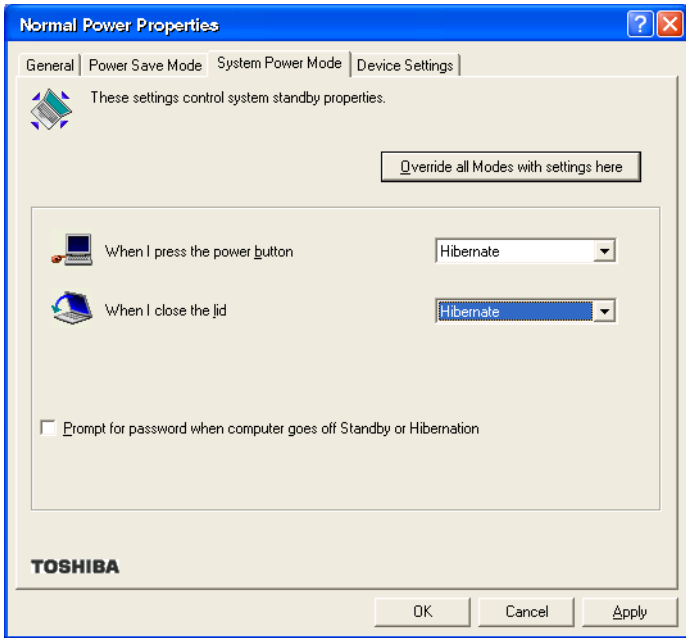 Normal Power Properties
General Power Save Mode System Power Mode Device Settings
These settings control system standby properties.
Override all Modes with settings here
When I press the power button Hibernate
When I close the lid Hibernate
Prompt for password when computer goes off Standby or Hibernation
TOSHIBA
OK Cancel Apply